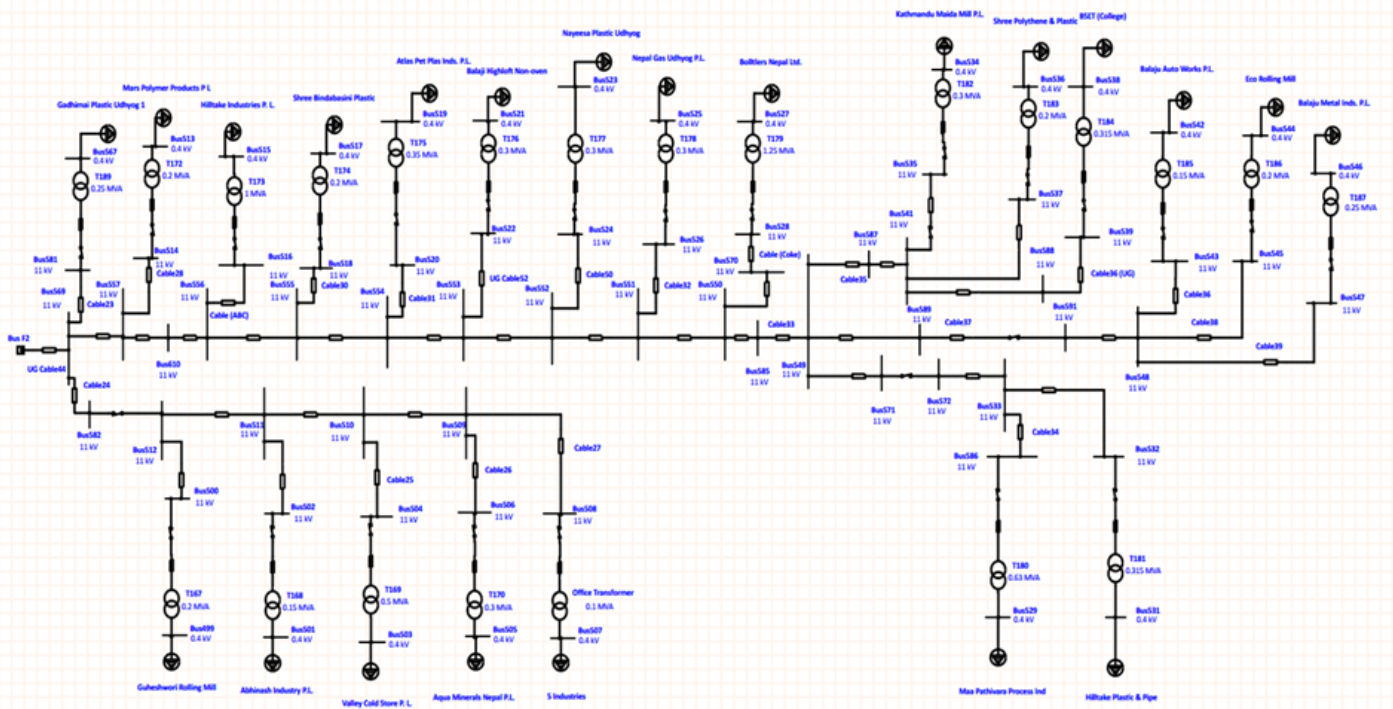 Kathmandu Maida Mill P.L.
Shree Polythene & Plastic
BSET (College)
Nayeesa Plastic Udhyog
Atlas Pet Plas Inds. P.L.
Balaji Highloft Non-oven
Nepal Gas Udhyog P.L.
Bolltlers Nepal Ltd.
Mars Polymer Products P L
Gadhimai Plastic Udhyog 1
Hilltake Industries P. L.
Shree Bindabasini Plastic
Balaju Auto Works P.L.
Eco Rolling Mill
Balaju Metal Inds. P.L.
Bus567
0.4 kV
T189
0.25 MVA
Bus581
11 kV
Bus569
11 kV
Cable23
Bus513
0.4 kV
T172
0.2 MVA
Bus514
11 kV
Cable28
Bus557
11 kV
Bus515
0.4 kV
T173
1 MVA
Bus516
11 kV
Bus556
11 kV
Cable (ABC)
Bus517
0.4 kV
T174
0.2 MVA
Bus518
11 kV
Cable30
Bus555
11 kV
Bus519
0.4 kV
T175
0.35 MVA
Bus520
11 kV
Cable31
Bus554
11 kV
Bus521
0.4 kV
T176
0.3 MVA
Bus522
11 kV
UG Cable52
Bus553
11 kV
Bus523
0.4 kV
T177
0.3 MVA
Bus524
11 kV
Cable50
Bus552
11 kV
Bus525
0.4 kV
T178
0.3 MVA
Bus526
11 kV
Cable32
Bus551
11 kV
Bus527
0.4 kV
T179
1.25 MVA
Bus528
11 kV
Cable (Coke)
Bus570
11 kV
Bus550
11 kV
Cable33
Bus585
11 kV
Bus549
11 kV
Bus534
0.4 kV
T182
0.3 MVA
Bus535
11 kV
Bus541
11 kV
Bus587
11 kV
Cable35
Bus536
0.4 kV
T183
0.2 MVA
Bus537
11 kV
Bus538
0.4 kV
T184
0.315 MVA
Bus539
11 kV
Bus588
11 kV
Cable36 (UG)
Bus589
11 kV
Cable37
Bus591
11 kV
Bus542
0.4 kV
T185
0.15 MVA
Bus543
11 kV
Cable36
Bus544
0.4 kV
T186
0.2 MVA
Bus545
11 kV
Cable38
Bus546
0.4 kV
T187
0.25 MVA
Bus547
11 kV
Cable39
Bus548
11 kV
Bus F2
UG Cable44
Bus610
11 kV
Cable24
Bus582
11 kV
Bus512
11 kV
Bus511
11 kV
Bus510
11 kV
Bus509
11 kV
Cable27
Bus571
11 kV
Bus572
11 kV
Bus533
11 kV
Cable34
Bus586
11 kV
Bus532
11 kV
Bus500
11 kV
Bus502
11 kV
Cable25
Bus504
11 kV
Cable26
Bus506
11 kV
Bus508
11 kV
T167
0.2 MVA
T168
0.15 MVA
T169
0.5 MVA
T170
0.3 MVA
Office Transformer
0.1 MVA
T180
0.63 MVA
T181
0.315 MVA
Bus499
0.4 kV
Bus501
0.4 kV
Bus503
0.4 kV
Bus505
0.4 kV
Bus507
0.4 kV
Bus529
0.4 kV
Bus531
0.4 kV
Guheshwori Rolling Mill
Abhinash Industry P.L.
Valley Cold Store P. L.
Aqua Minerals Nepal P.L.
S Industries
Maa Pathivara Process Ind
Hilltake Plastic & Pipe